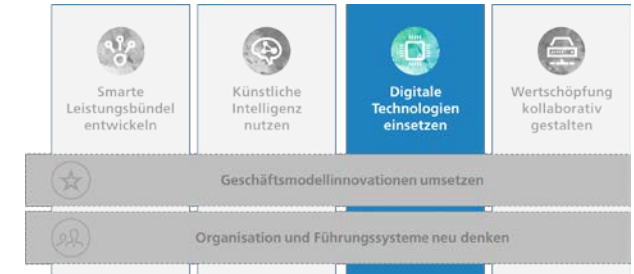 Smarte
Leistungsbündel
entwickeln
Künstliche
Intelligenz
nutzen
Digitale
Technologien
einsetzen
Wertschöpfung
kollaborativ
gestalten
Geschäftsmodellinnovationen umsetzen
Organisation und Führungssysteme neu denken